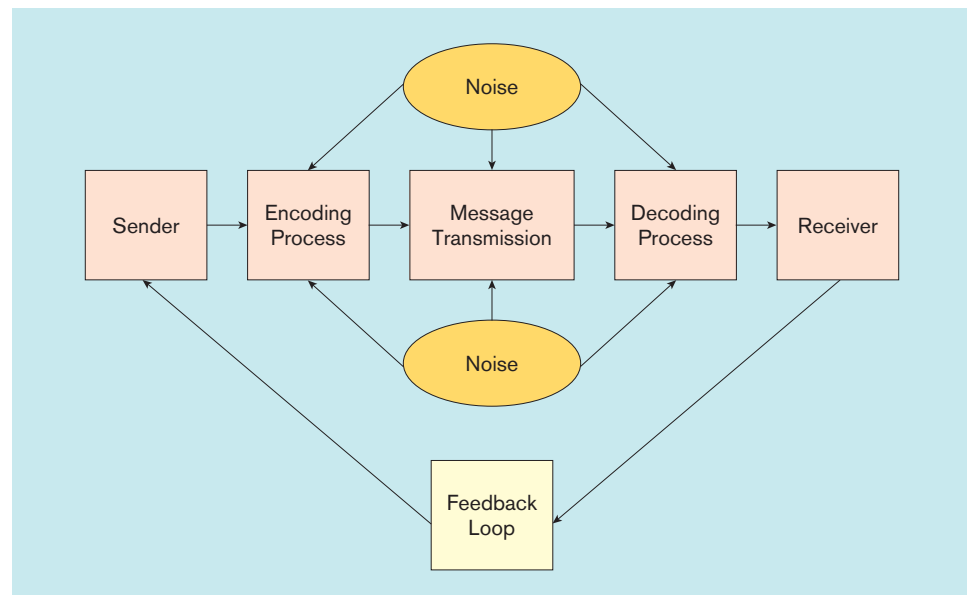 Noise
Sender
Encoding
Process
Message
Transmission
Decoding
Process
Receiver
Noise
Feedback
Loop